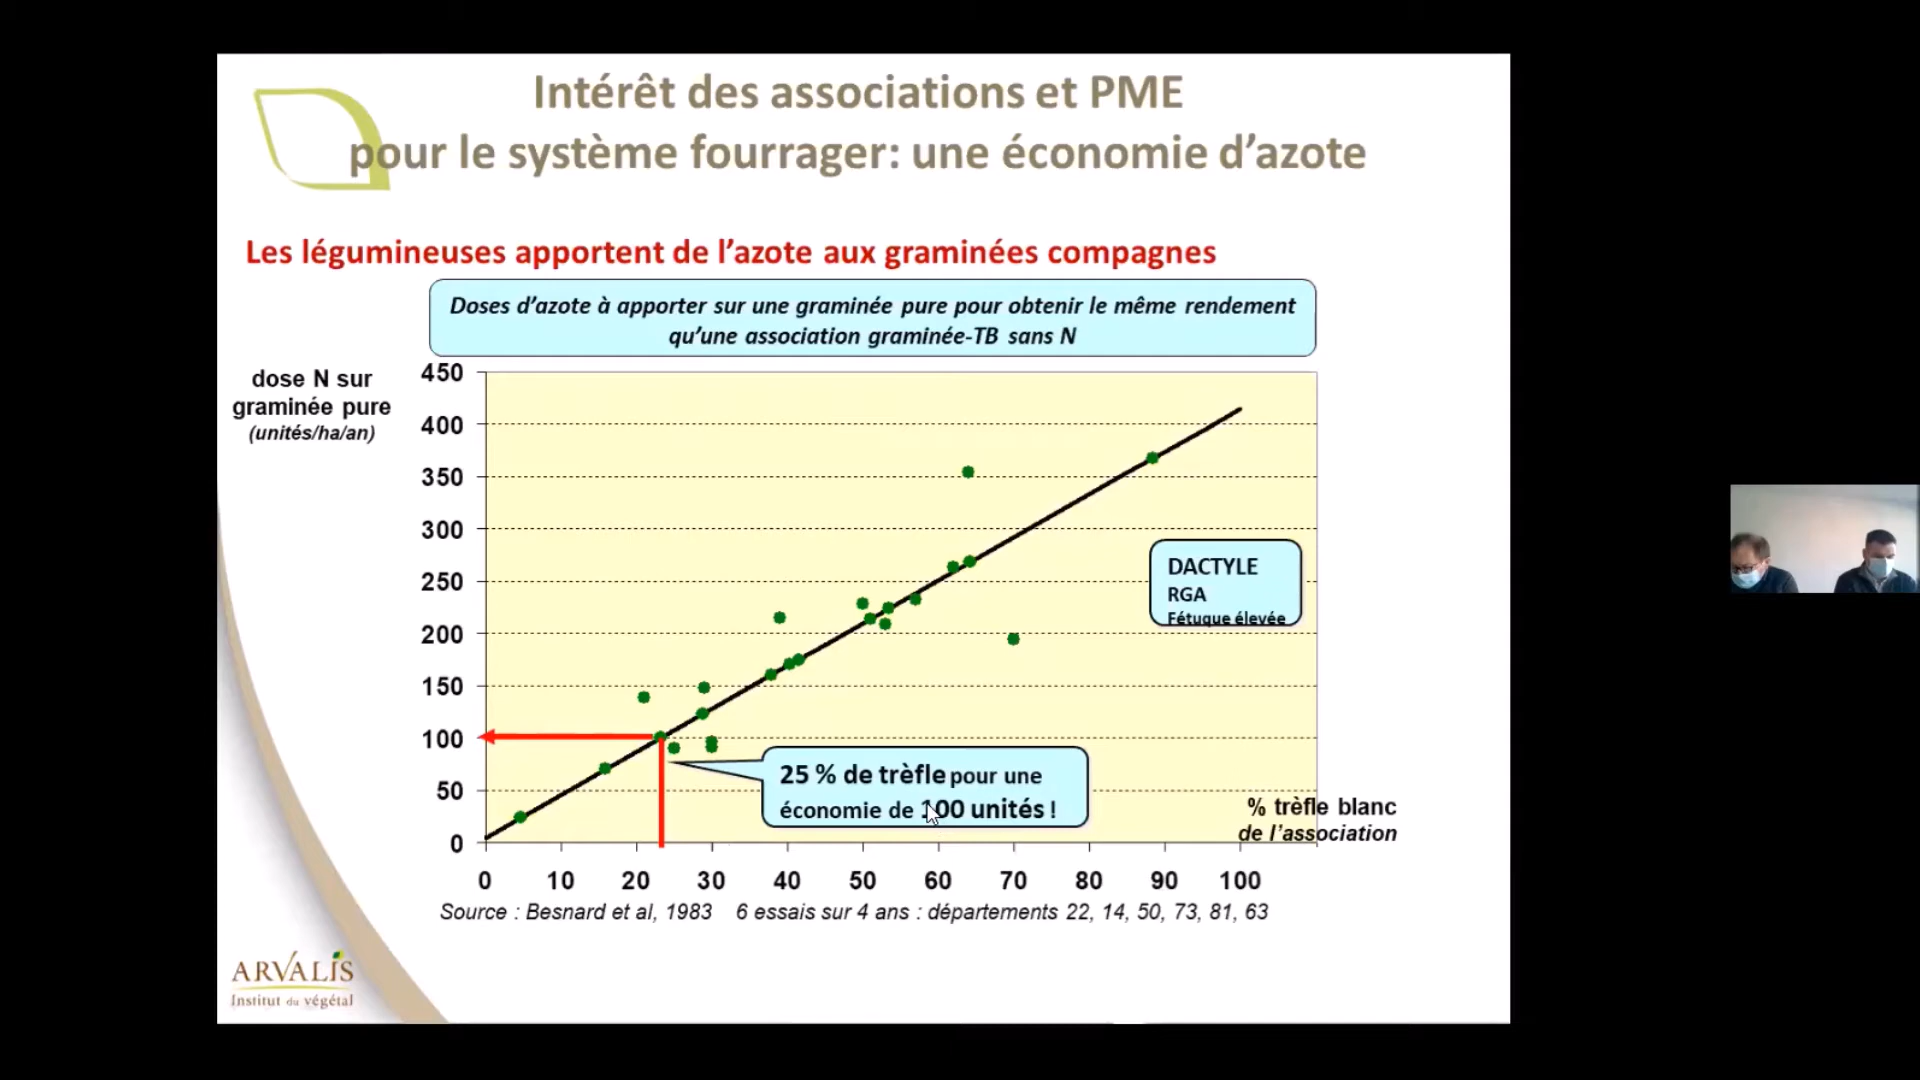 Intérêt des associations et PME
pour le système fourrager: une économie d’azote
Les légumineuses apportent de l’azote aux graminées compagnes
Doses d’azote à apporter sur une graminée pure pour obtenir le même rendement
qu’une association graminée-TB sans N
dose N sur
graminée pure
(unités/ha/an)
450
400
350
300
250
200
150
100
50
0
DACTYLE
RGA
Fétuque élevée
25 % de trèfle pour une
économie de 100 unités !
% trèfle blanc
de l’association
0 10 20 30 40 50 60 70 80 90 100
Source : Besnard et al, 1983 6 essais sur 4 ans : départements 22, 14, 50, 73, 81, 63
ARVALIS
Institut du végétal